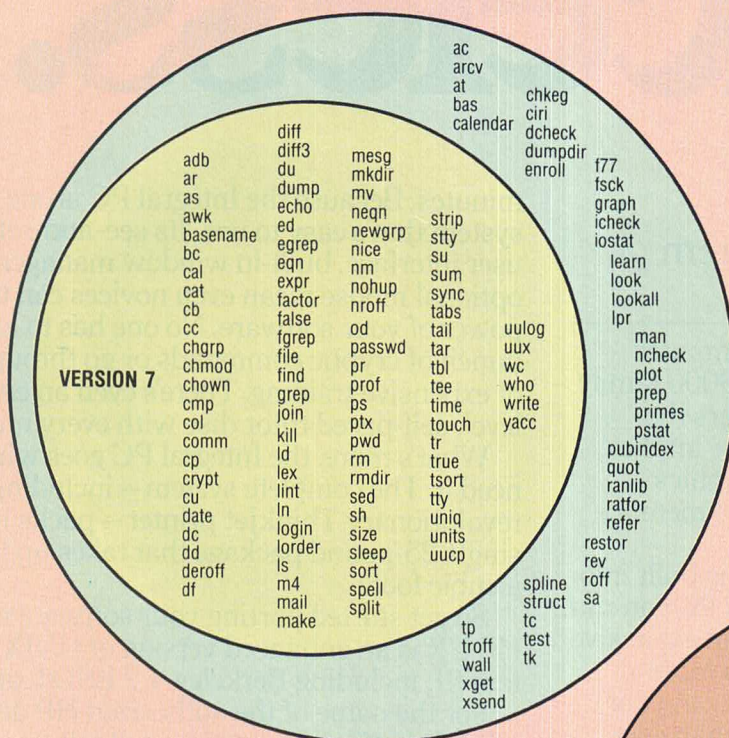 ac
arcv
at
bas
calendar
chkeg
ciri
dcheck
dumpdir
enroll
f77
fsck
graph
icheck
iostat
learn
look
lookall
lpr
man
ncheck
plot
prep
primes
pstat
pubindex
quot
ranlib
ratfor
refer
restor
rev
roff
sa
spline
struct
tc
test
tk
tp
troff
wall
xget
xsend
VERSION 7
adb
ar
as
awk
basename
bc
cal
cat
cb
cc
chgrp
chmod
chown
cmp
col
comm
cp
crypt
cu
date
dc
dd
deroff
df
diff
diff3
du
dump
echo
ed
egrep
eqn
expr
factor
false
fgrep
file
find
grep
join
kill
ld
lex
lint
ln
login
lorder
ls
m4
mail
make
mesg
mkdir
mv
neqn
newgrp
nice
nm
nohup
nroff
od
passwd
pr
prof
ps
ptx
pwd
rm
rmdir
sed
sh
size
sleep
sort
spell
split
strip
stty
su
sum
sync
tabs
tail
tar
tbl
tee
time
touch
tr
true
tsort
tty
uniq
units
uucp
uulog
uux
wc
who
write
yacc